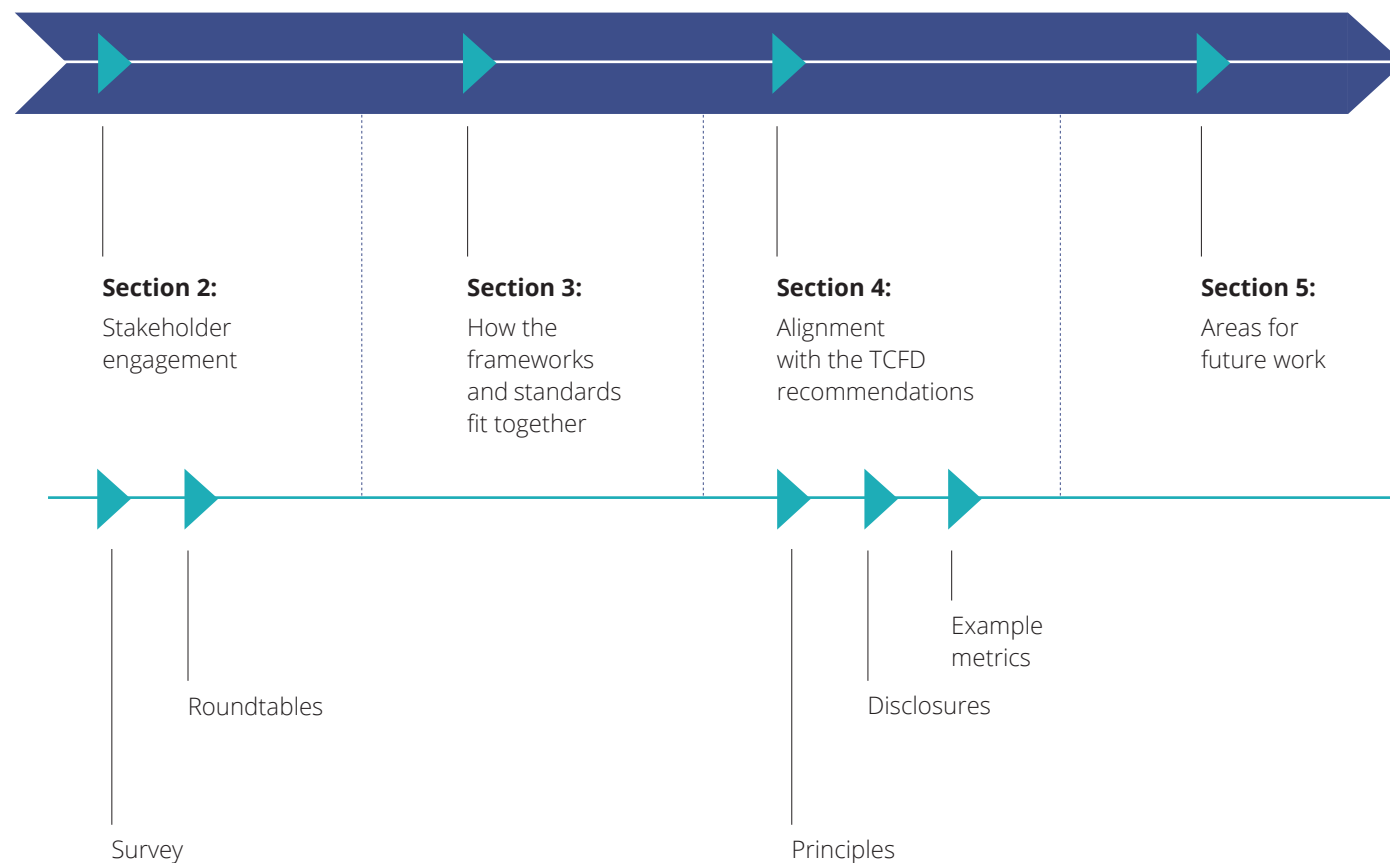 Section 2:
Stakeholder
engagement
Section 3:
How the
frameworks
and standards
fit together
Section 4:
Alignment
with the TCFD
recommendations
Section 5:
Areas for
future work
Survey
Roundtables
Principles
Disclosures
Example
metrics